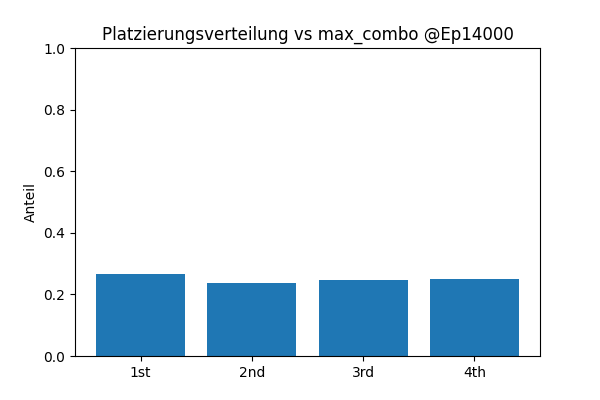 Platzierungsverteilung vs max_combo @Ep14000
1.0
0.8
0.6
0.4
0.2
0.0
Anteil
1st
2nd
3rd
4th